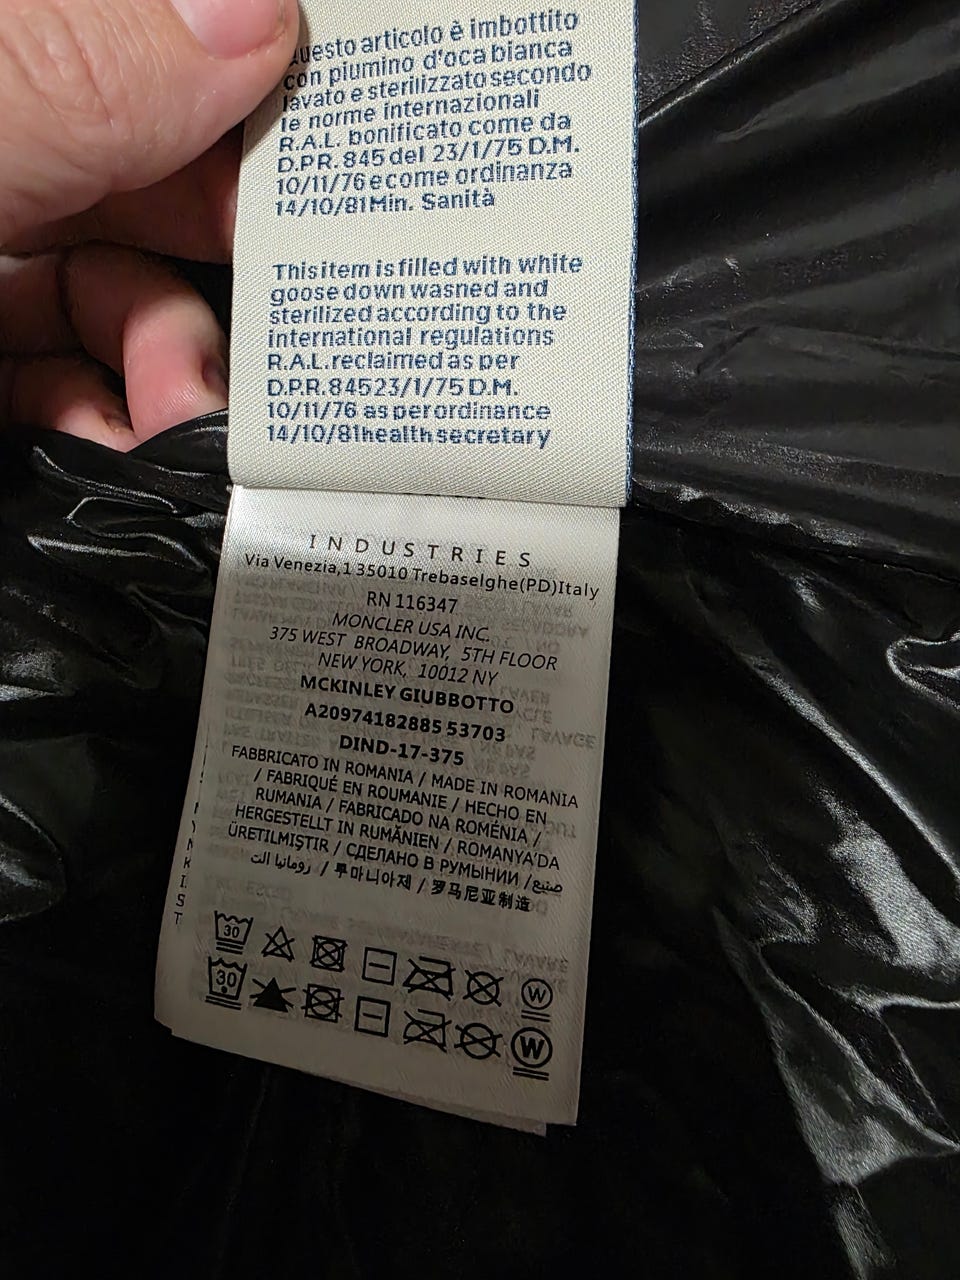 questo articolo è imbottito
con piumino d'oca bianca
lavato e sterilizzato secondo
le norme internazionali
R.A.L. bonificato come da
D.P.R. 845 del 23/1/75 D.M.
10/11/76 e come ordinanza
14/10/81 Min. Sanità
This item is filled with white
goose down wasned and
sterilized according to the
international regulations
R.A.L. reclaimed as per
D.P.R. 84523/1/75 D.M.
10/11/76 as per ordinance
14/10/81 health secretary
INDUSTRIES
Via Venezia,1 35010 Trebaselghe(PD)Italy
RN 116347
MONCLER USA INC.
375 WEST BROADWAY, 5TH FLOOR
NEW YORK, 10012 NY
MCKINLEY GIUBBOTTO
A20974182885 53703
DIND-17-375
FABBRICATO IN ROMANIA / MADE IN ROMANIA
/ FABRIQUÉ EN ROUMANIE / HECHO EN
RUMANIA / FABRICADO NA ROMÉNIA /
HERGESTELLT IN RUMÄNIEN / ROMANYA'DA
ÜRETILMIŞTIR / СДЕЛАНО В РУМЫНИИ / صنع
رومانيا الت / 루마니아제 / 罗马尼亚制造
30 W
30 W